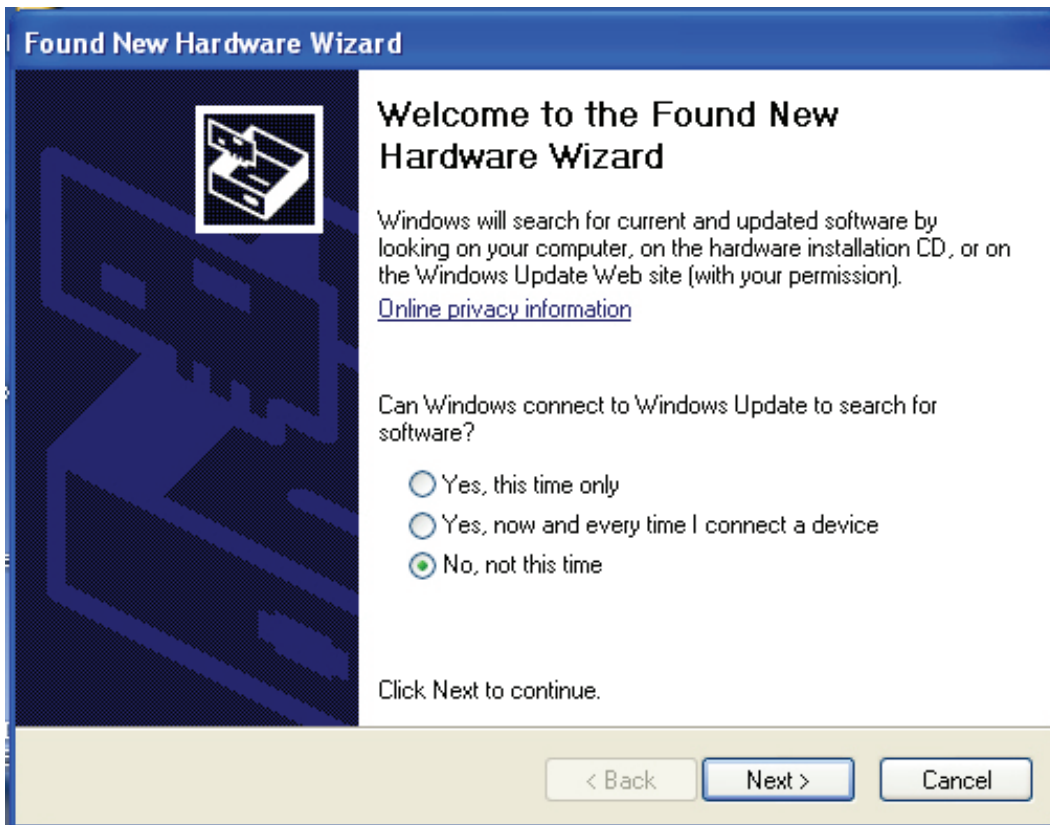 Found New Hardware Wizard
Welcome to the Found New
Hardware Wizard
Windows will search for current and updated software by
looking on your computer, on the hardware installation CD, or on
the Windows Update Web site (with your permission).
Online privacy information
Can Windows connect to Windows Update to search for
software?
Yes, this time only
Yes, now and every time I connect a device
No, not this time
Click Next to continue.
< Back
Next >
Cancel